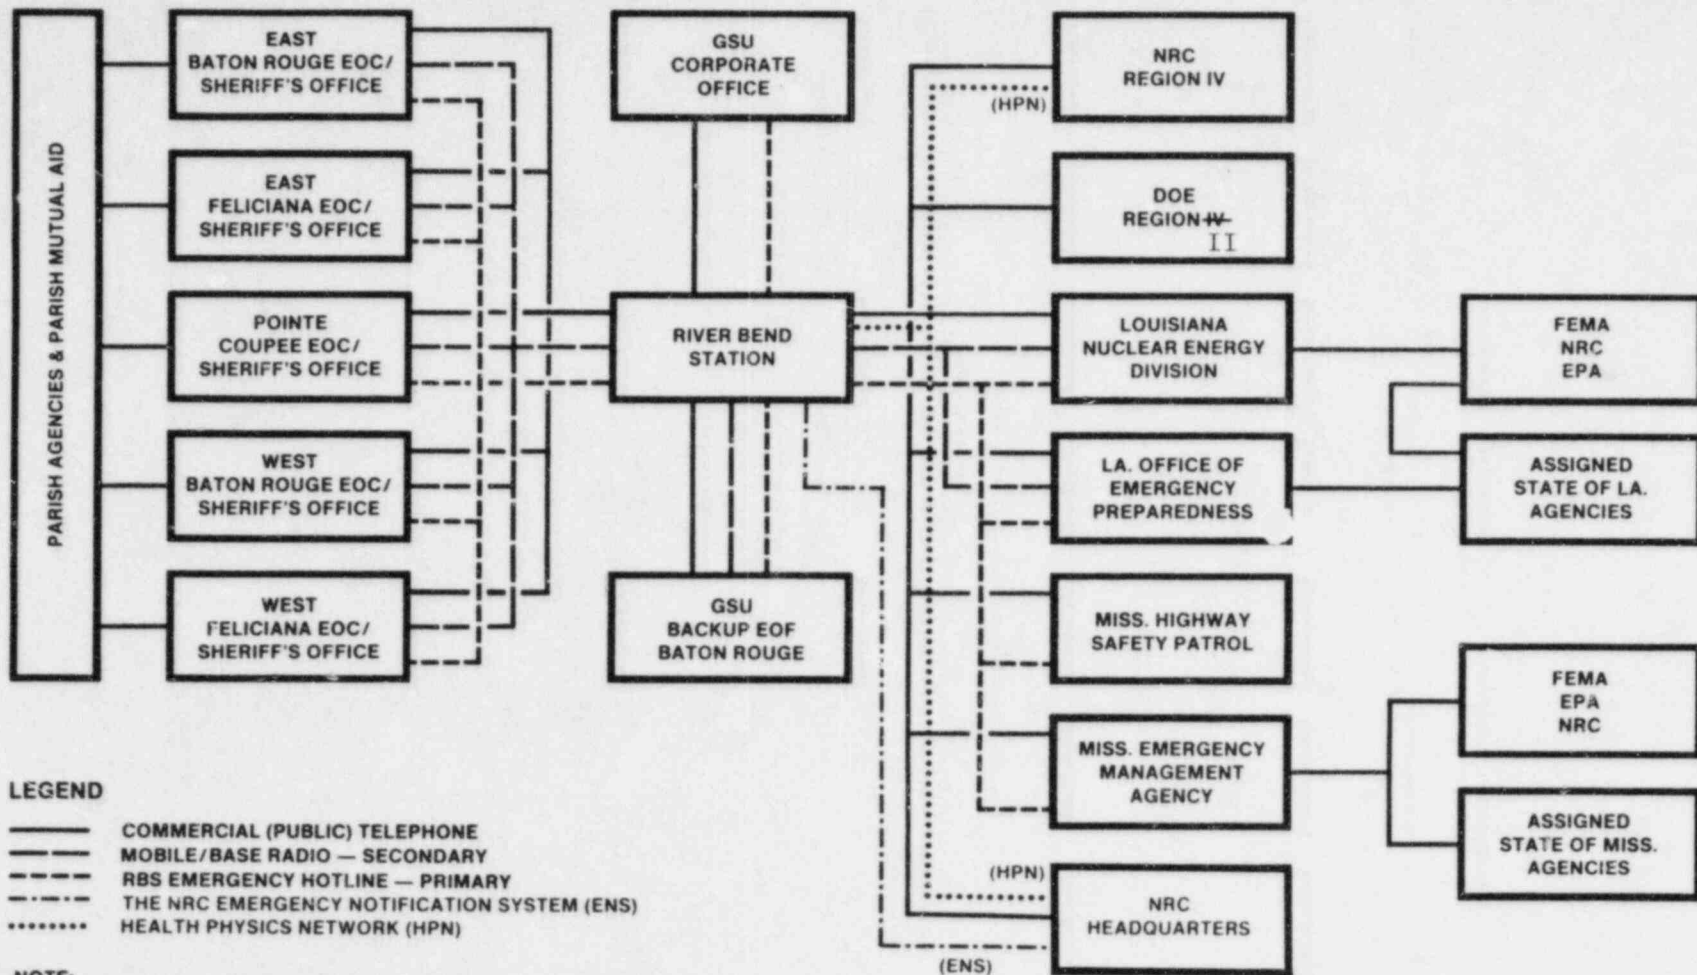 PARISH AGENCIES & PARISH MUTUAL AID
EAST
BATON ROUGE EOC/
SHERIFF'S OFFICE
EAST
FELICIANA EOC/
SHERIFF'S OFFICE
POINTE
COUPEE EOC/
SHERIFF'S OFFICE
WEST
BATON ROUGE EOC/
SHERIFF'S OFFICE
WEST
FELICIANA EOC/
SHERIFF'S OFFICE
GSU
CORPORATE
OFFICE
RIVER BEND
STATION
GSU
BACKUP EOF
BATON ROUGE
(HPN)
NRC
REGION IV
DOE
REGION IV
II
LOUISIANA
NUCLEAR ENERGY
DIVISION
LA. OFFICE OF
EMERGENCY
PREPAREDNESS
MISS. HIGHWAY
SAFETY PATROL
MISS. EMERGENCY
MANAGEMENT
AGENCY
(HPN)
NRC
HEADQUARTERS
(ENS)
FEMA
NRC
EPA
ASSIGNED
STATE OF LA.
AGENCIES
FEMA
EPA
NRC
ASSIGNED
STATE OF MISS.
AGENCIES
LEGEND
COMMERCIAL (PUBLIC) TELEPHONE
MOBILE/BASE RADIO — SECONDARY
RBS EMERGENCY HOTLINE — PRIMARY
THE NRC EMERGENCY NOTIFICATION SYSTEM (ENS)
HEALTH PHYSICS NETWORK (HPN)
NOTE: